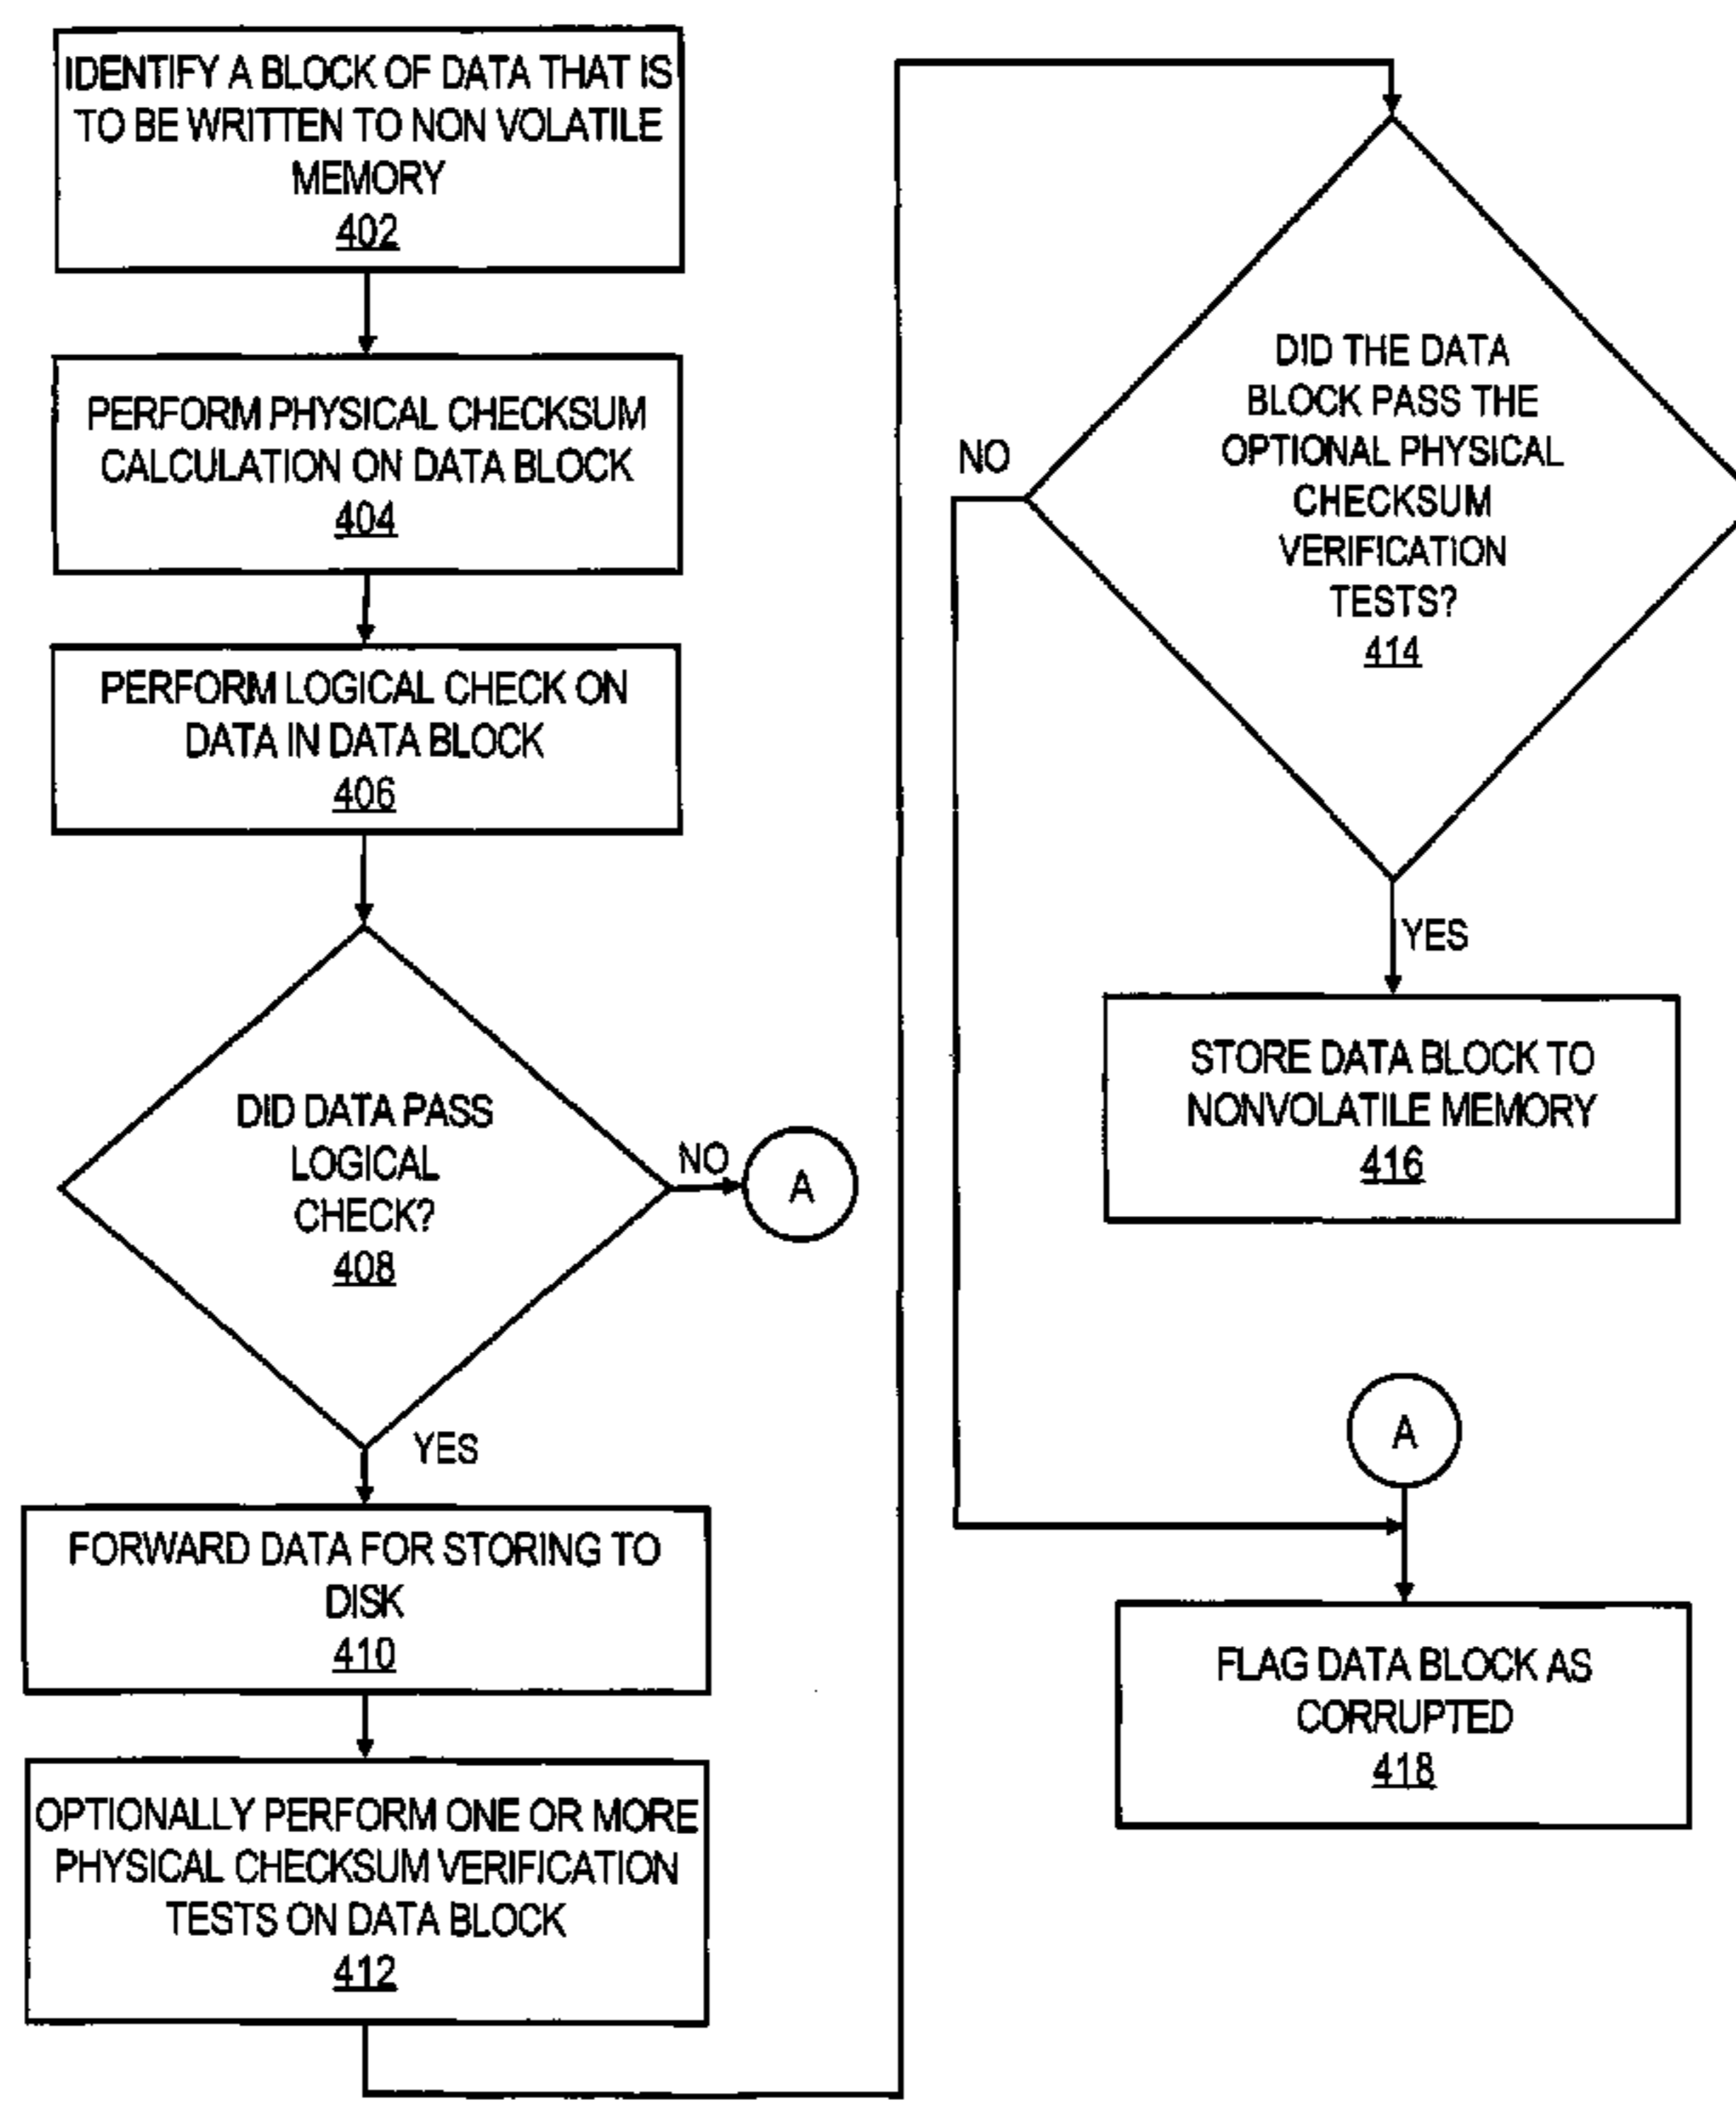 IDENTIFY A BLOCK OF DATA THAT IS
TO BE WRITTEN TO NON VOLATILE
MEMORY
402
PERFORM PHYSICAL CHECKSUM
CALCULATION ON DATA BLOCK
404
PERFORM LOGICAL CHECK ON
DATA IN DATA BLOCK
406
DID DATA PASS
LOGICAL
CHECK?
408
NO
A
YES
FORWARD DATA FOR STORING TO
DISK
410
OPTIONALLY PERFORM ONE OR MORE
PHYSICAL CHECKSUM VERIFICATION
TESTS ON DATA BLOCK
412
DID THE DATA
BLOCK PASS THE
OPTIONAL PHYSICAL
CHECKSUM
VERIFICATION
TESTS?
414
NO
YES
STORE DATA BLOCK TO
NONVOLATILE MEMORY
416
A
FLAG DATA BLOCK AS
CORRUPTED
418